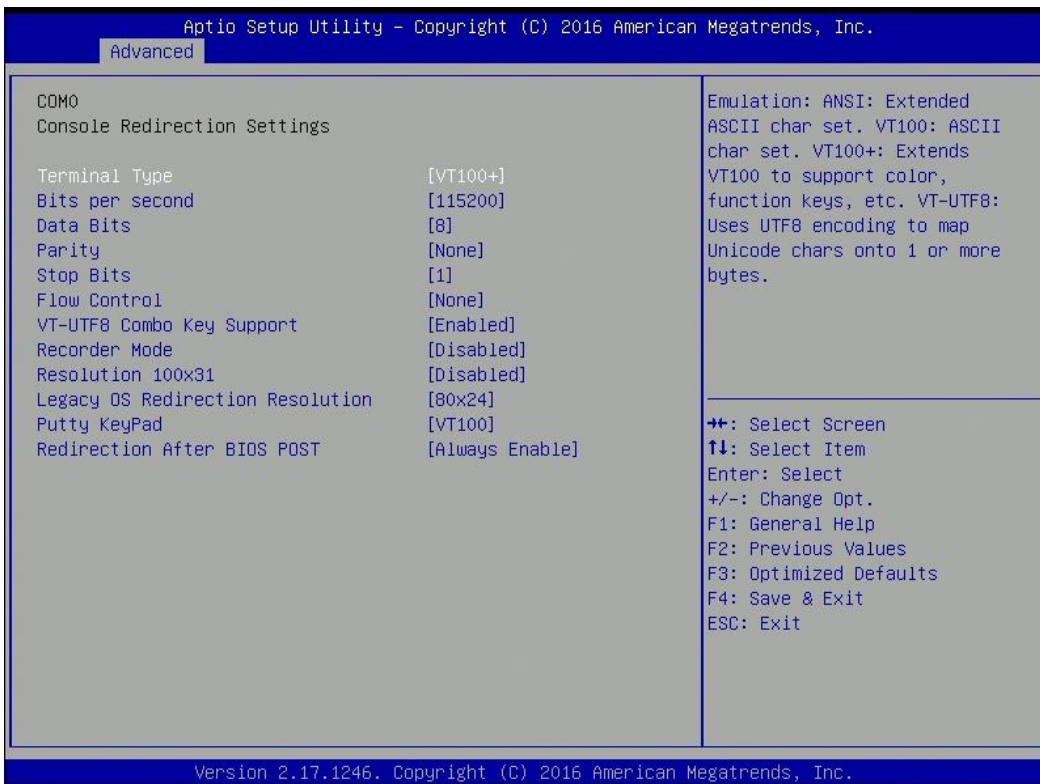 Aptio Setup Utility – Copyright (C) 2016 American Megatrends, Inc.
Advanced
COM0
Console Redirection Settings
Terminal Type [VT100+]
Bits per second [115200]
Data Bits [8]
Parity [None]
Stop Bits [1]
Flow Control [None]
VT-UTF8 Combo Key Support [Enabled]
Recorder Mode [Disabled]
Resolution 100x31 [Disabled]
Legacy OS Redirection Resolution [80x24]
Putty KeyPad [VT100]
Redirection After BIOS POST [Always Enable]
Emulation: ANSI: Extended
ASCII char set. VT100: ASCII
char set. VT100+: Extends
VT100 to support color,
function keys, etc. VT-UTF8:
Uses UTF8 encoding to map
Unicode chars onto 1 or more
bytes.
→←: Select Screen
↑↓: Select Item
Enter: Select
+/-: Change Opt.
F1: General Help
F2: Previous Values
F3: Optimized Defaults
F4: Save & Exit
ESC: Exit
Version 2.17.1246. Copyright (C) 2016 American Megatrends, Inc.